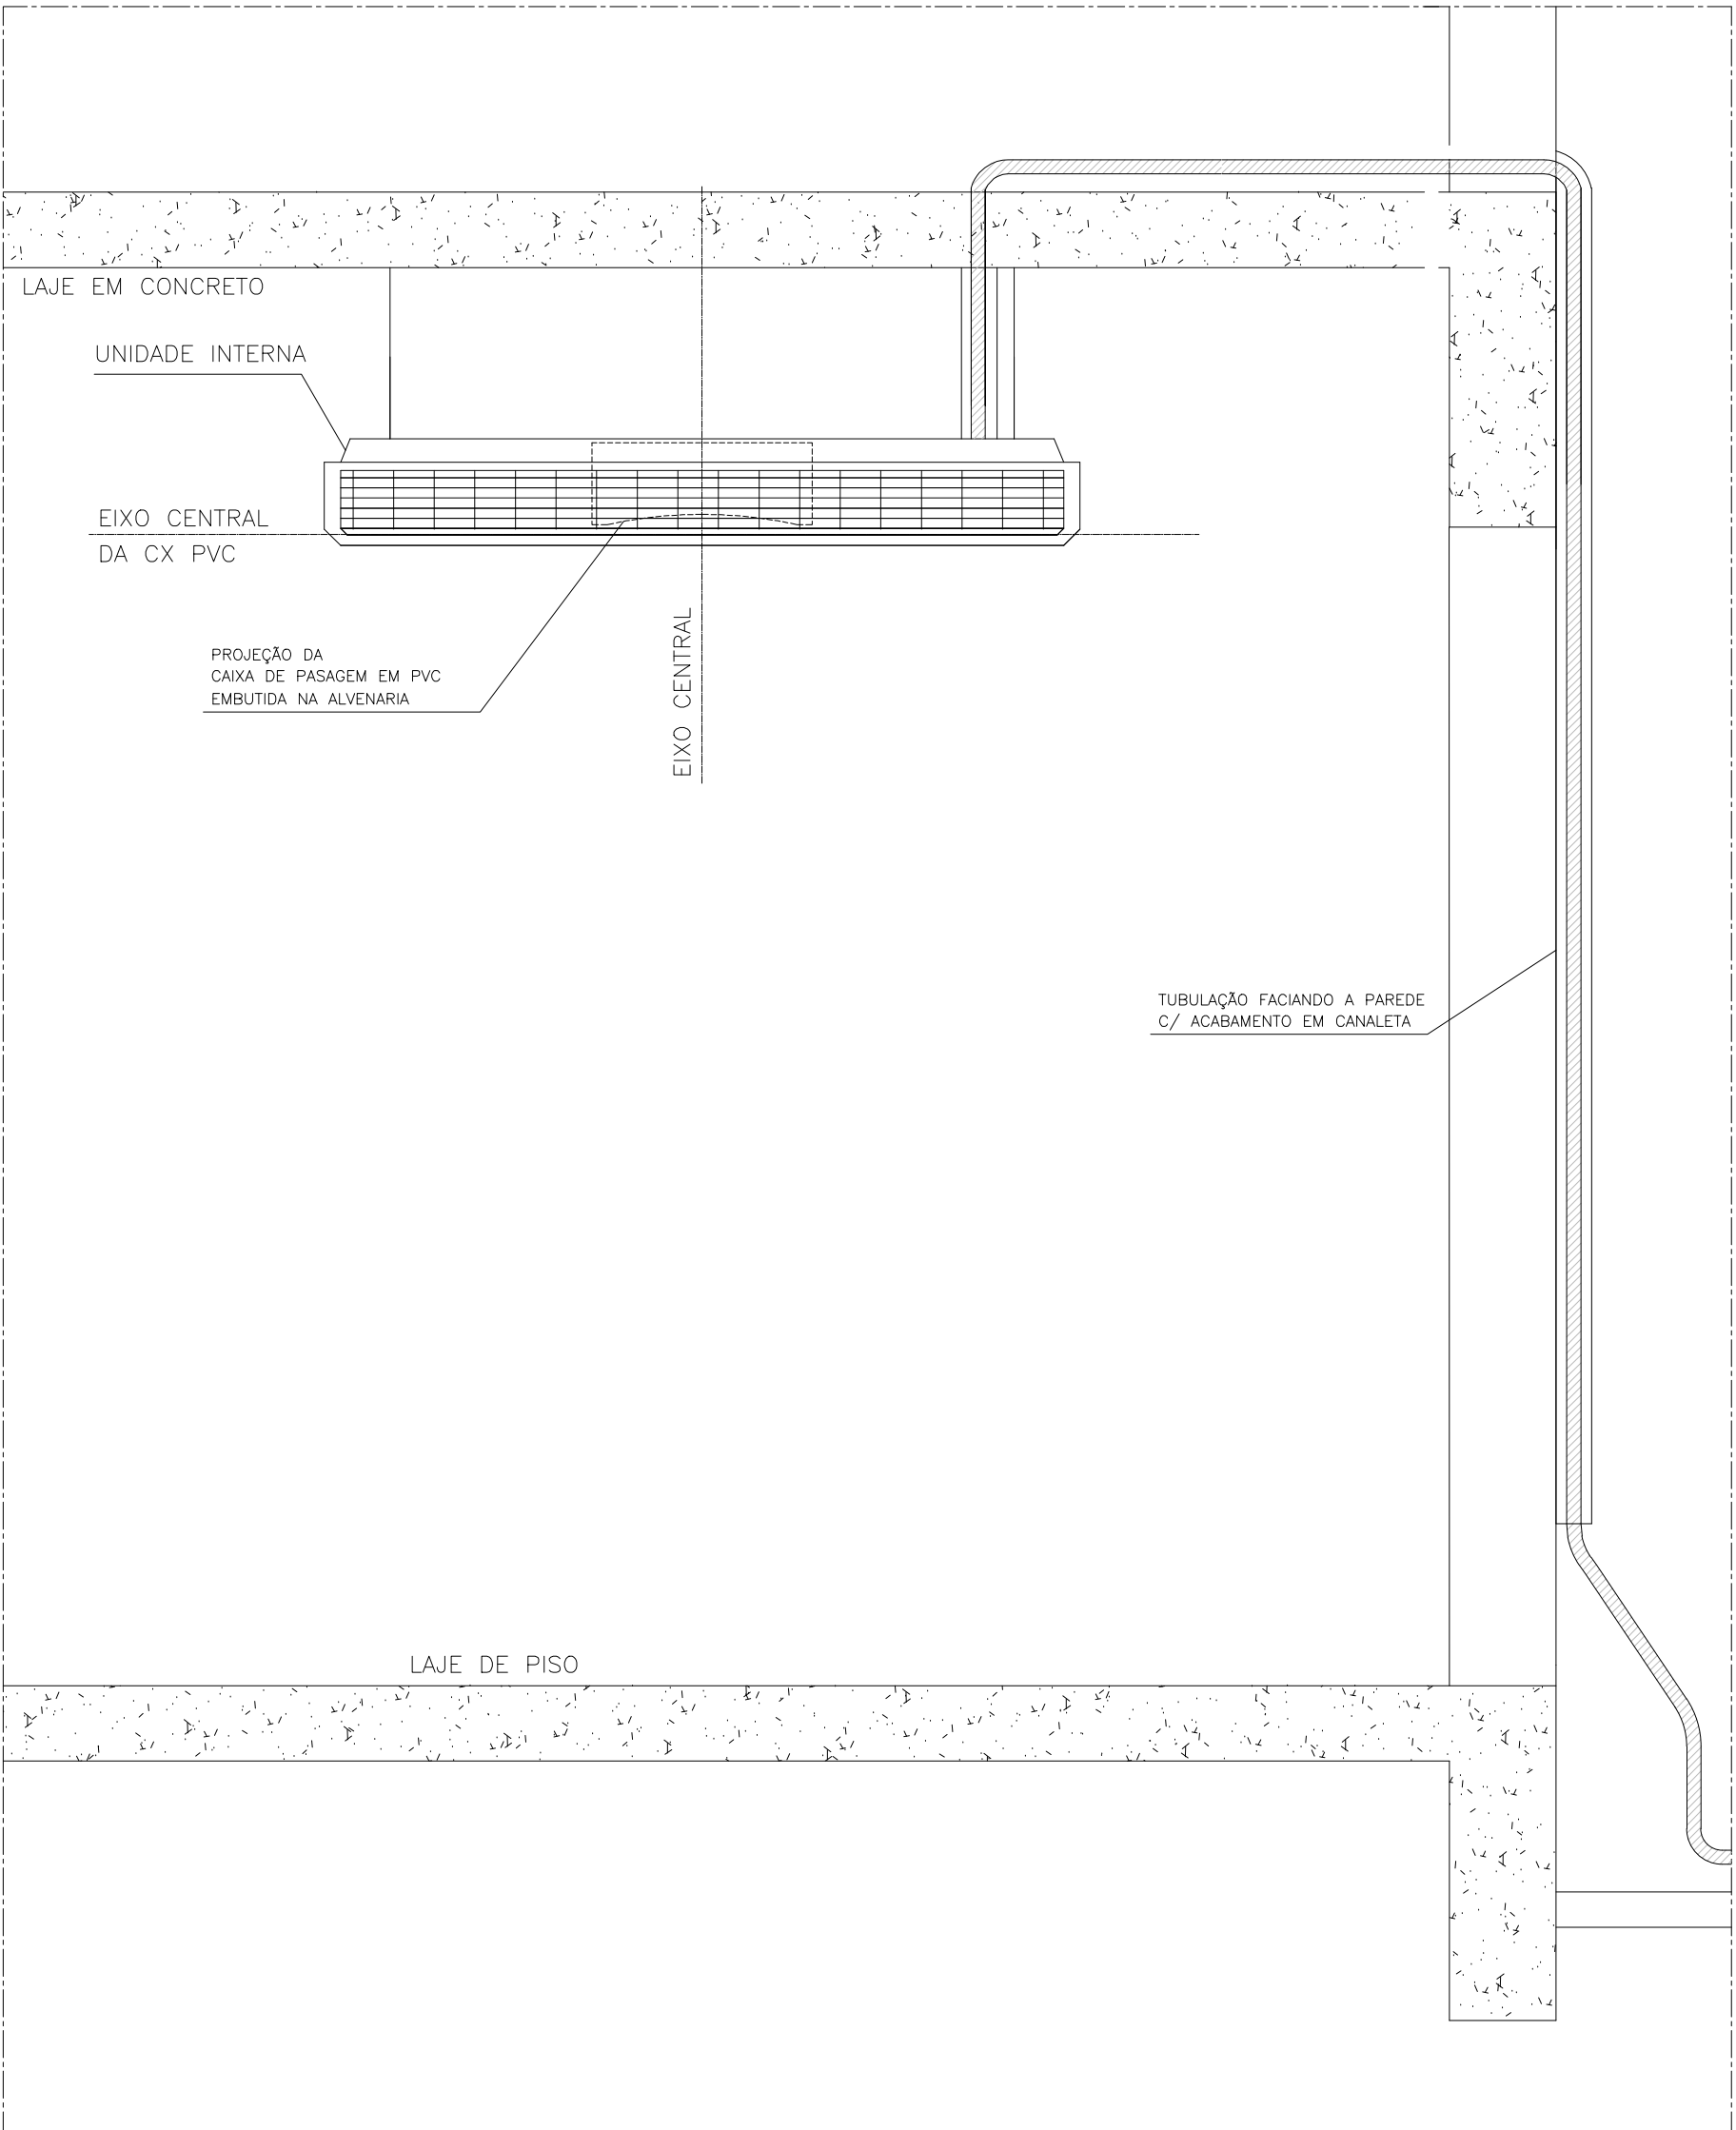 LAJE EM CONCRETO
UNIDADE INTERNA
EIXO CENTRAL
DA CX PVC
PROJEÇÃO DA
CAIXA DE PASAGEM EM PVC
EMBUTIDA NA ALVENARIA
EIXO CENTRAL
TUBULAÇÃO FACIANDO A PAREDE
C/ ACABAMENTO EM CANALETA
LAJE DE PISO